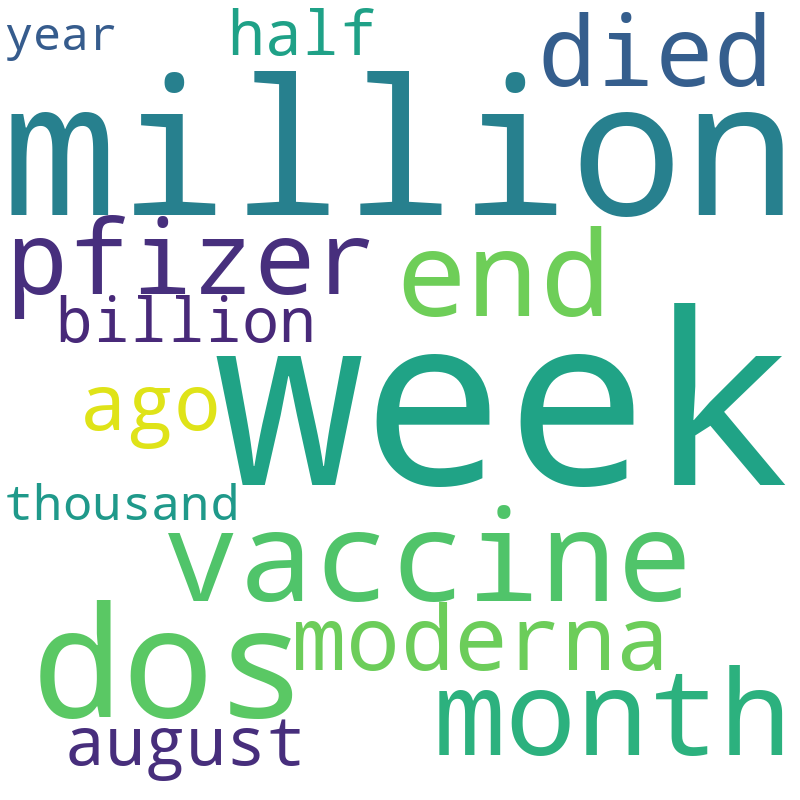 year half died
million
pfizer end
billion
week
ago
thousand
vaccine
dos moderna
month
august